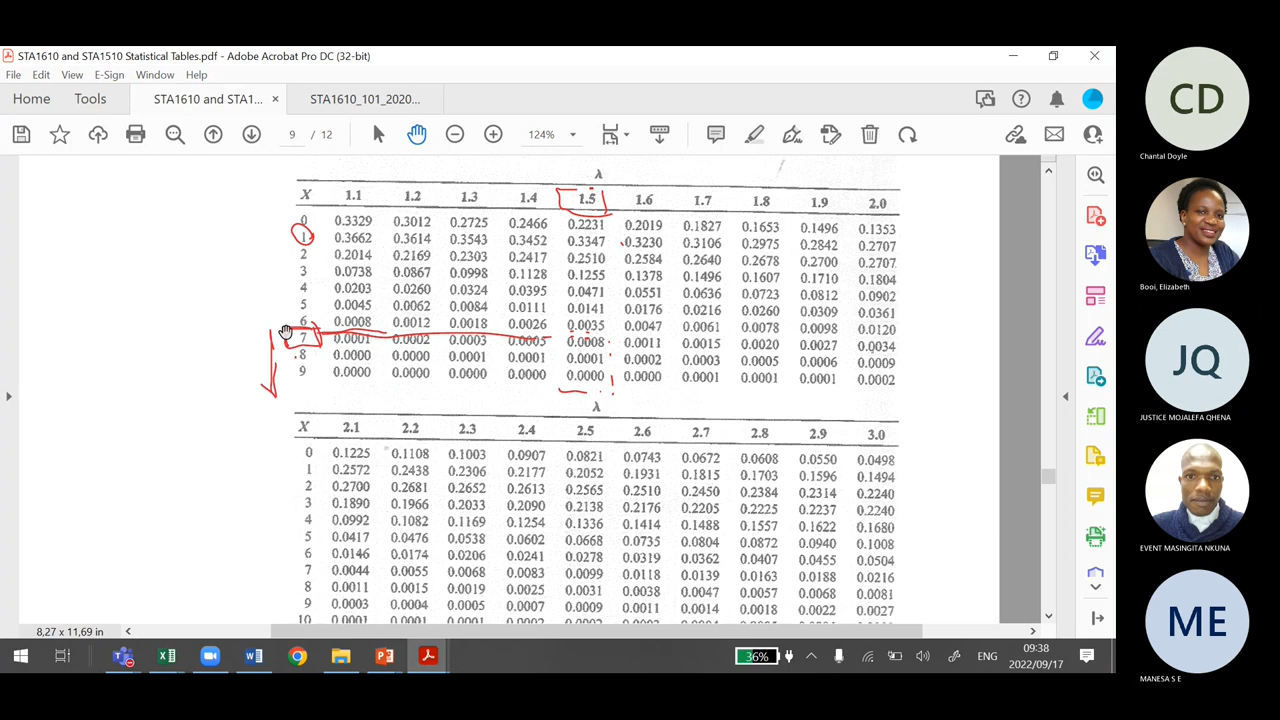 STA1610 and STA1510 Statistical Tables.pdf - Adobe Acrobat Pro DC (32-bit)
File Edit View E-Sign Window Help
Home Tools STA1610 and STA1... × STA1610_101_2020...
9 / 12 124%
λ
X 1.1 1.2 1.3 1.4 1.5 1.6 1.7 1.8 1.9 2.0
0 0.3329 0.3012 0.2725 0.2466 0.2231 0.2019 0.1827 0.1653 0.1496 0.1353
1 0.3662 0.3614 0.3543 0.3452 0.3347 0.3230 0.3106 0.2975 0.2842 0.2707
2 0.2014 0.2169 0.2303 0.2417 0.2510 0.2584 0.2640 0.2678 0.2700 0.2707
3 0.0738 0.0867 0.0998 0.1128 0.1255 0.1378 0.1496 0.1607 0.1710 0.1804
4 0.0203 0.0260 0.0324 0.0395 0.0471 0.0551 0.0636 0.0723 0.0812 0.0902
5 0.0045 0.0062 0.0084 0.0111 0.0141 0.0176 0.0216 0.0260 0.0309 0.0361
6 0.0008 0.0012 0.0018 0.0026 0.0035 0.0047 0.0061 0.0078 0.0098 0.0120
7 0.0001 0.0002 0.0003 0.0005 0.0008 0.0011 0.0015 0.0020 0.0027 0.0034
8 0.0000 0.0000 0.0001 0.0001 0.0001 0.0002 0.0003 0.0005 0.0006 0.0009
9 0.0000 0.0000 0.0000 0.0000 0.0000 0.0000 0.0001 0.0001 0.0001 0.0002
λ
X 2.1 2.2 2.3 2.4 2.5 2.6 2.7 2.8 2.9 3.0
0 0.1225 0.1108 0.1003 0.0907 0.0821 0.0743 0.0672 0.0608 0.0550 0.0498
1 0.2572 0.2438 0.2306 0.2177 0.2052 0.1931 0.1815 0.1703 0.1596 0.1494
2 0.2700 0.2681 0.2652 0.2613 0.2565 0.2510 0.2450 0.2384 0.2314 0.2240
3 0.1890 0.1966 0.2033 0.2090 0.2138 0.2176 0.2205 0.2225 0.2237 0.2240
4 0.0992 0.1082 0.1169 0.1254 0.1336 0.1414 0.1488 0.1557 0.1622 0.1680
5 0.0417 0.0476 0.0538 0.0602 0.0668 0.0735 0.0804 0.0872 0.0940 0.1008
6 0.0146 0.0174 0.0206 0.0241 0.0278 0.0319 0.0362 0.0407 0.0455 0.0504
7 0.0044 0.0055 0.0068 0.0083 0.0099 0.0118 0.0139 0.0163 0.0188 0.0216
8 0.0011 0.0015 0.0019 0.0025 0.0031 0.0038 0.0047 0.0057 0.0068 0.0081
9 0.0003 0.0004 0.0005 0.0007 0.0009 0.0011 0.0014 0.0018 0.0022 0.0027
10 0.0001 0.0001
8,27 x 11,69 in
36% ENG 09:38
2022/09/17
CD
Chantal Doyle
Booi, Elizabeth
JQ
JUSTICE MOJALEFA QHENA
EVENT MASINGITA NKUNA
ME
MANESA S E